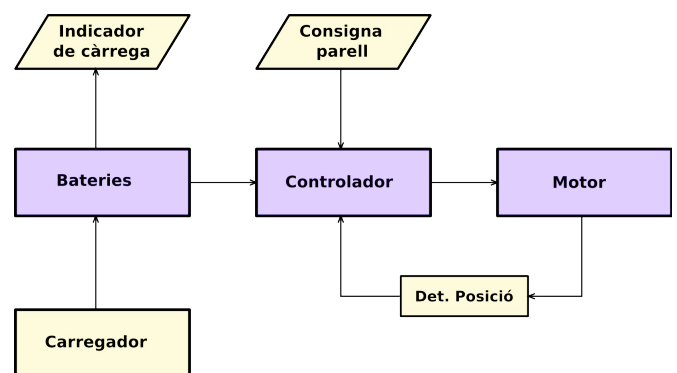 Indicador
de càrrega
Consigna
parell
Bateries
Controlador
Motor
Det. Posició
Carregador